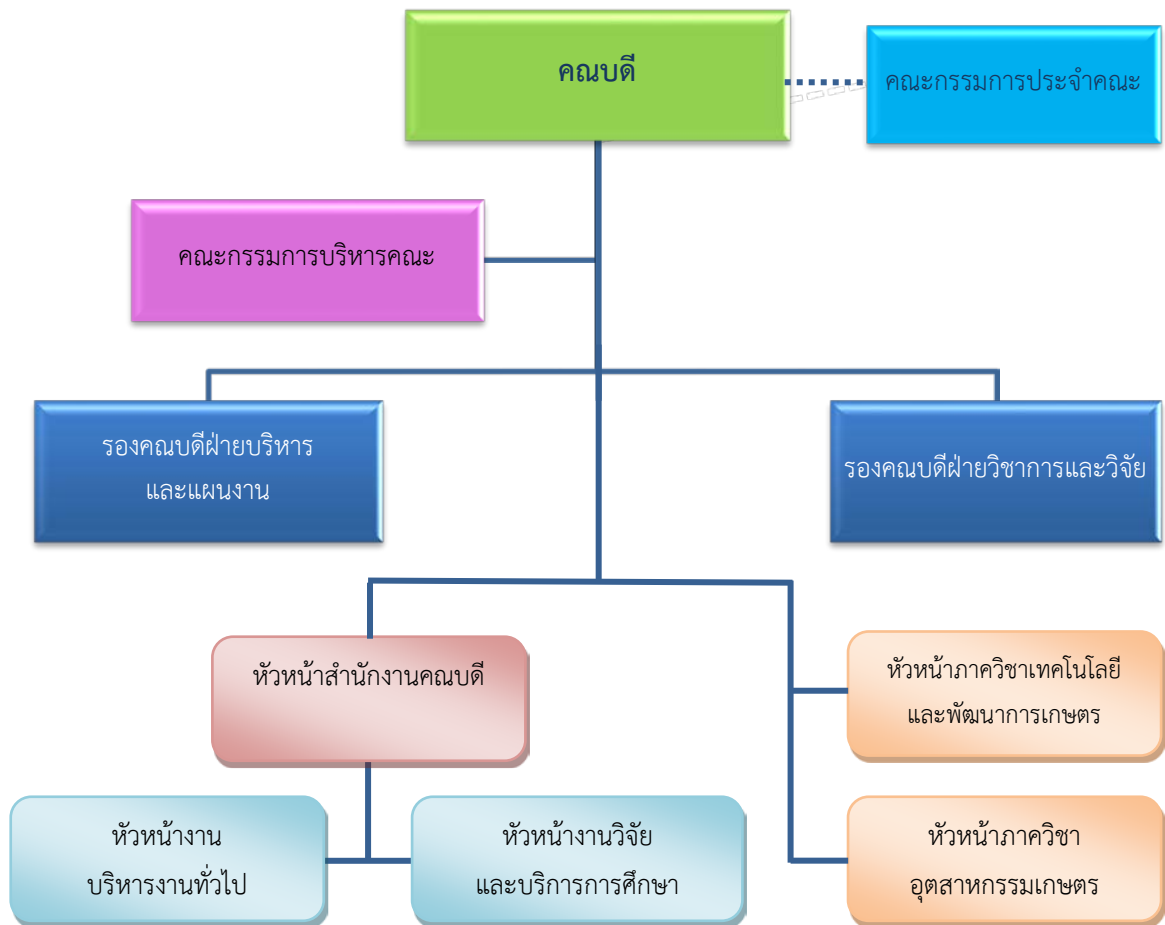 คณบดี
คณะกรรมการประจำคณะ
คณะกรรมการบริหารคณะ
รองคณบดีฝ่ายบริหาร
และแผนงาน
รองคณบดีฝ่ายวิชาการและวิจัย
หัวหน้าสำนักงานคณบดี
หัวหน้าภาควิชาเทคโนโลยี
และพัฒนาการเกษตร
หัวหน้างาน
บริหารงานทั่วไป
หัวหน้างานวิจัย
และบริการการศึกษา
หัวหน้าภาควิชา
อุตสาหกรรมเกษตร